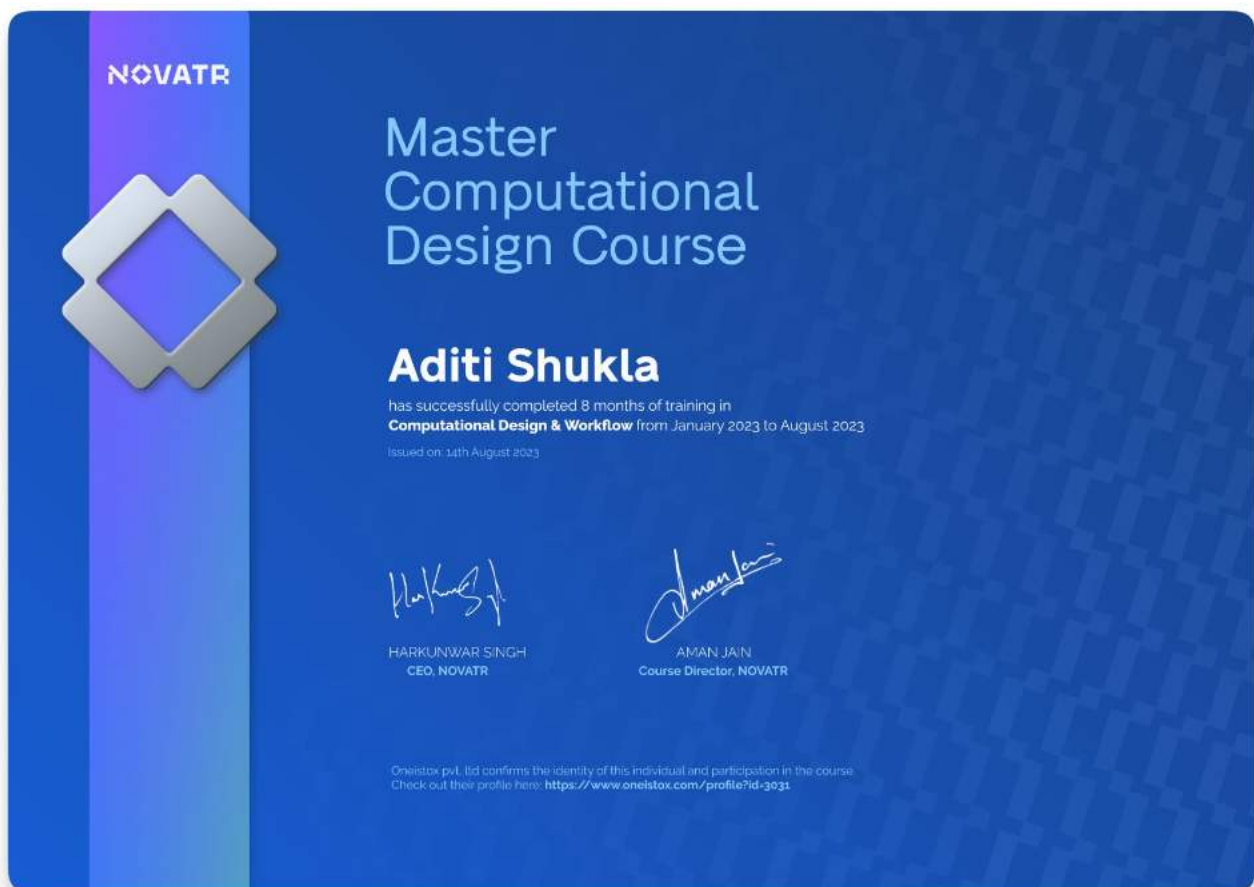 NOVATR
Master
Computational
Design Course
Aditi Shukla
has successfully completed 8 months of training in
Computational Design & Workflow from January 2023 to August 2023
Issued on: 14th August 2023
HARKUNWAR SINGH
CEO, NOVATR
Aman Jain
AMAN JAIN
Course Director, NOVATR
Oneistox pvt. ltd confirms the identity of this individual and participation in the course
Check out their profile here: https://www.oneistox.com/profile?id=3031